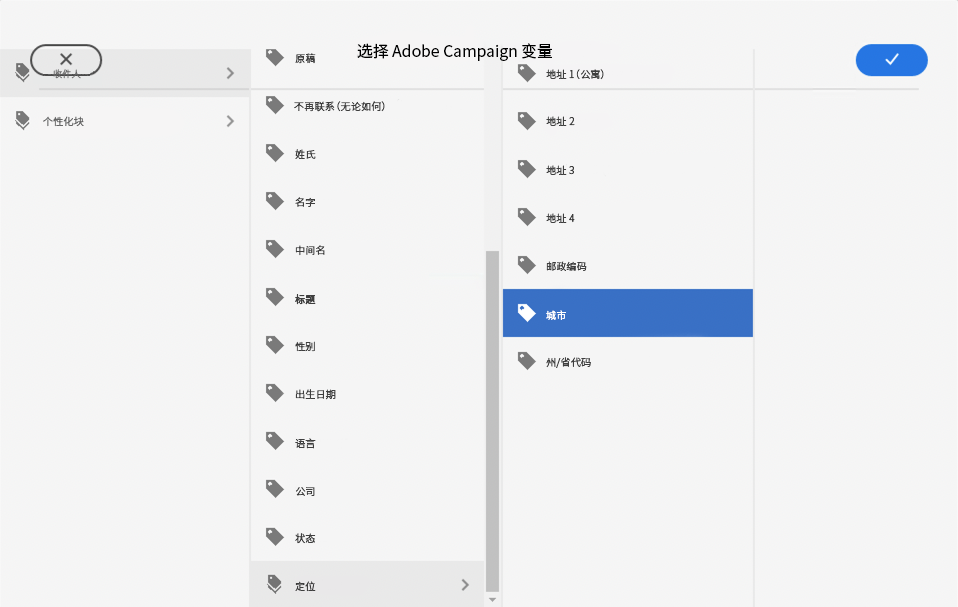 选择 Adobe Campaign 变量
收件人
个性化块
原稿
不再联系（无论如何）
姓氏
名字
中间名
标题
性别
出生日期
语言
公司
状态
定位
地址 1（公寓）
地址 2
地址 3
地址 4
邮政编码
城市
州/省代码